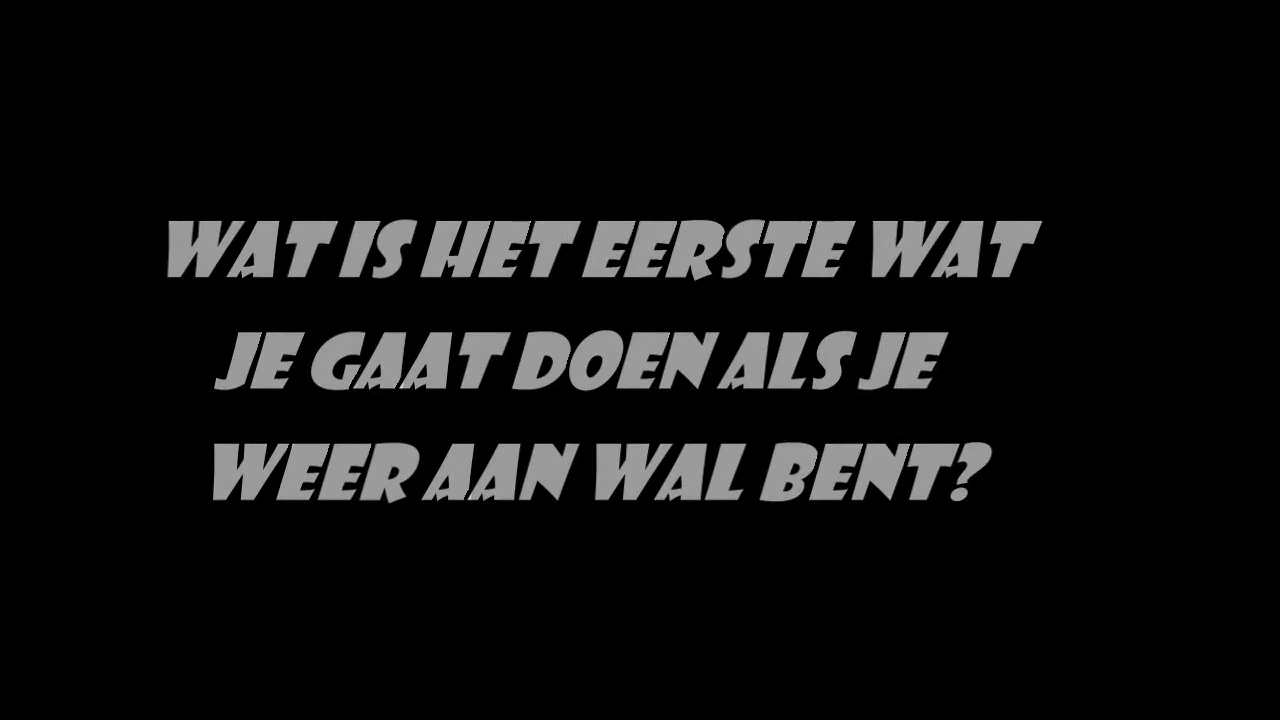 WAT IS HET EERSTE WAT
JE GAAT DOEN ALS JE
WEER AAN WAL BENT?